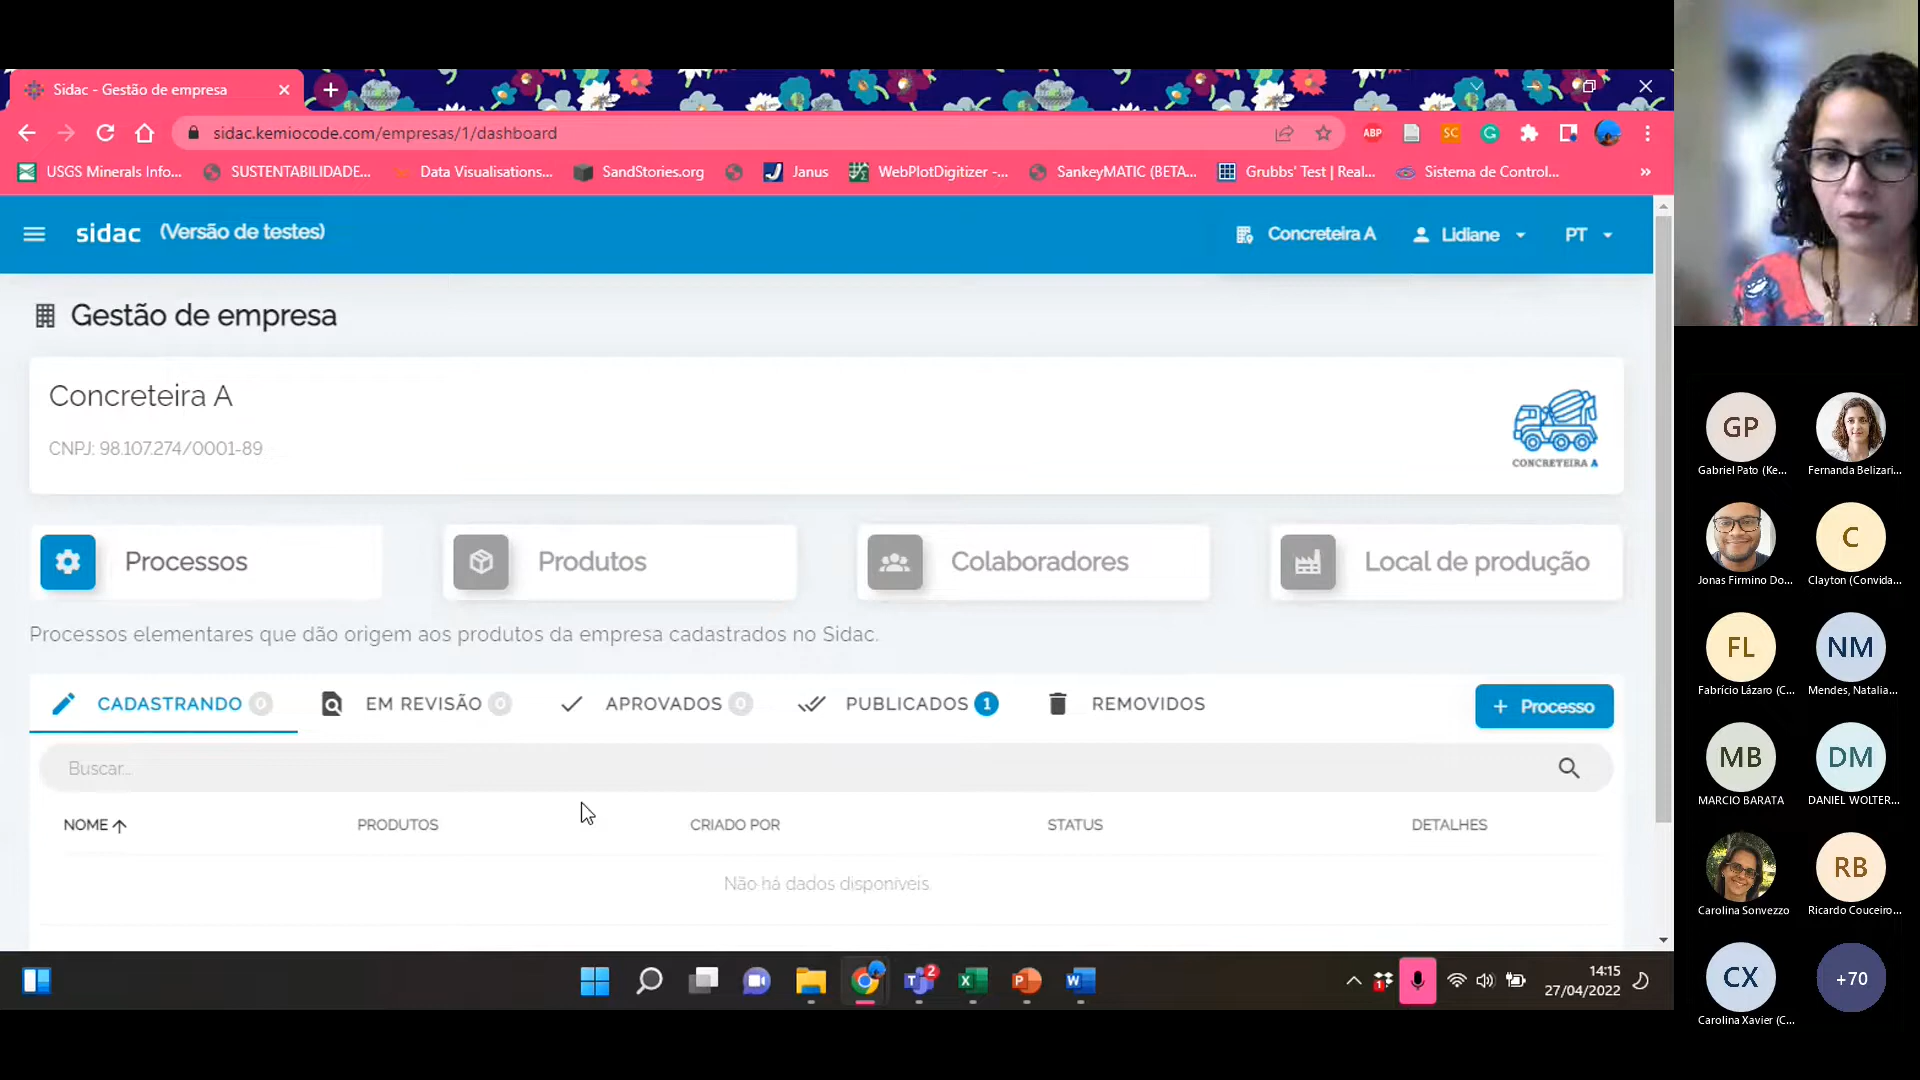 Sidac - Gestão de empresa
sidac.kemiocode.com/empresas/1/dashboard
ABP
SC
USGS Minerals Info...
SUSTENTABILIDADE...
Data Visualisations...
SandStories.org
Janus
WebPlotDigitizer -...
SankeyMATIC (BETA...
Grubbs' Test | Real...
Sistema de Control...
»
sidac (Versão de testes)
Concreteira A
Lidiane
PT
Gestão de empresa
Concreteira A
CNPJ: 98.107.274/0001-89
CONCRETEIRA A
Processos
Produtos
Colaboradores
Local de produção
Processos elementares que dão origem aos produtos da empresa cadastrados no Sidac.
CADASTRANDO 0
EM REVISÃO 0
APROVADOS 0
PUBLICADOS 1
REMOVIDOS
+ Processo
Buscar...
NOME
PRODUTOS
CRIADO POR
STATUS
DETALHES
Não há dados disponíveis
2
1
14:15
27/04/2022
GP
Gabriel Pato (Ke...
Fernanda Belizari...
Jonas Firmino Do...
C
Clayton (Convida...
FL
Fabrício Lázaro (C...
NM
Mendes, Natalia...
MB
MARCIO BARATA
DM
DANIEL WOLTER...
Carolina Sonvezzo
RB
Ricardo Couceiro...
CX
Carolina Xavier (C...
+70